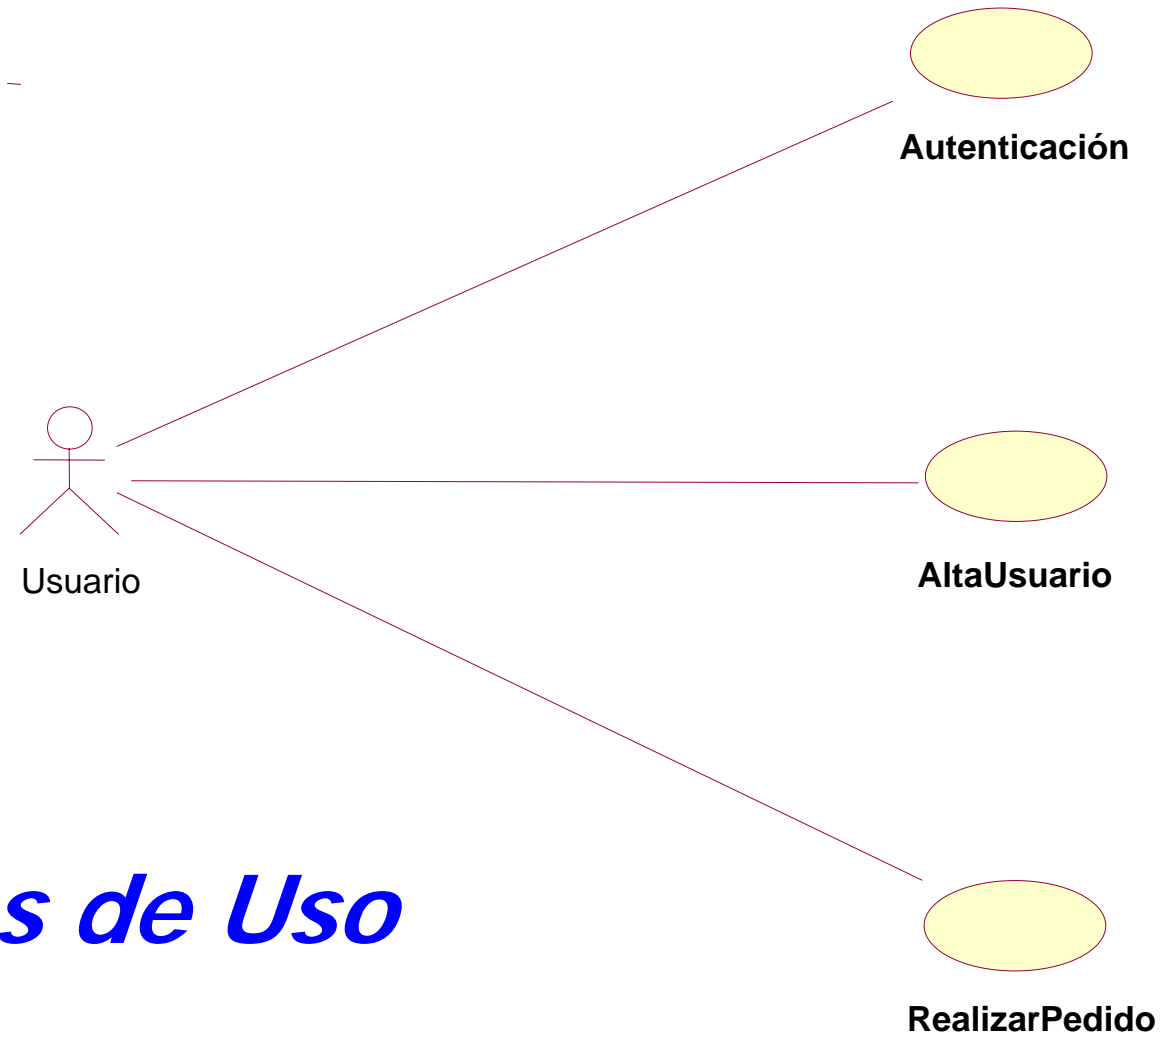 Autenticación
Usuario
AltaUsuario
s de Uso
RealizarPedido